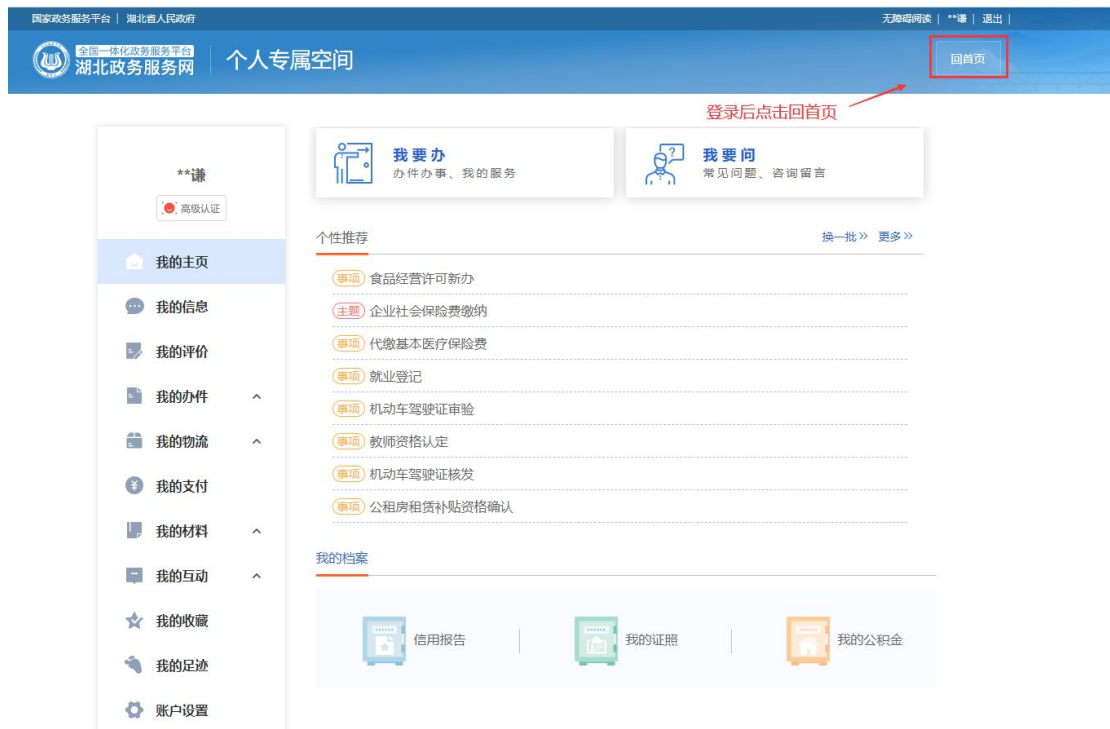 国家政务服务平台 | 湖北省人民政府
无障碍阅读 | **谦 | 退出 |
全国一体化政务服务平台
湖北政务服务网
个人专属空间
回首页
登录后点击回首页
**谦
高级认证
我的主页
我的信息
我的评价
我的办件
我的物流
我的支付
我的材料
我的互动
我的收藏
我的足迹
账户设置
我要办
办件办事、我的服务
我要问
常见问题、咨询留言
个性推荐
换一批>> 更多>>
事项 食品经营许可新办
主题 企业社会保险费缴纳
事项 代缴基本医疗保险费
事项 就业登记
事项 机动车驾驶证审验
事项 教师资格认定
事项 机动车驾驶证核发
事项 公租房租赁补贴资格确认
我的档案
信用报告
我的证照
我的公积金